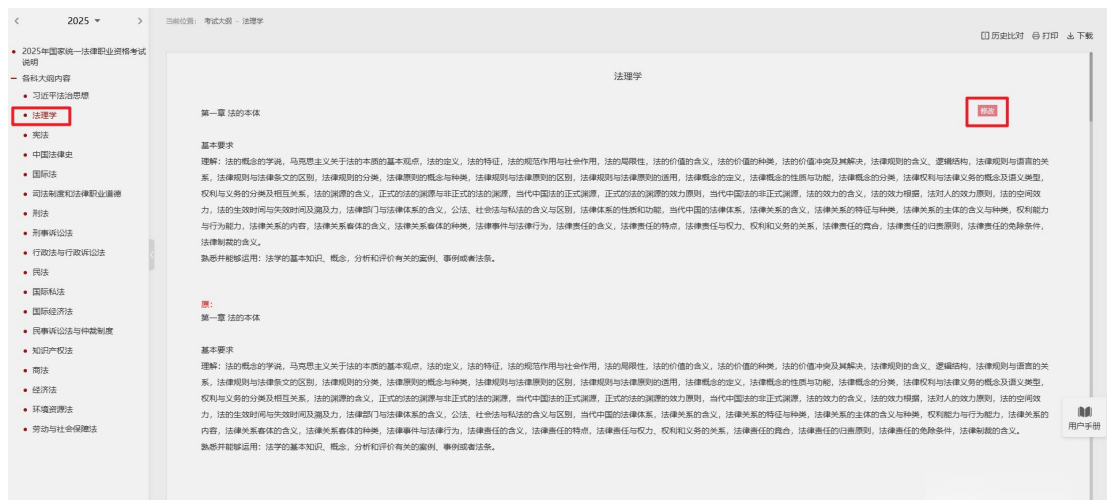 2025
当前位置： 考试大纲 - 法理学
历史比对 打印 下载
2025年国家统一法律职业资格考试
说明
各科大纲内容
习近平法治思想
法理学
宪法
中国法律史
国际法
司法制度和法律职业道德
刑法
刑事诉讼法
行政法与行政诉讼法
民法
国际私法
国际经济法
民事诉讼法与仲裁制度
知识产权法
商法
经济法
环境资源法
劳动与社会保障法
法理学
第一章 法的本体
修改
基本要求
理解：法的概念的学说，马克思主义关于法的本质的基本观点，法的定义，法的特征，法的规范作用与社会作用，法的局限性，法的价值的含义，法的价值的种类，法的价值冲突及其解决，法律规则的含义、逻辑结构，法律规则与语言的关
系，法律规则与法律条文的区别，法律规则的分类，法律原则的概念与种类，法律规则与法律原则的区别，法律规则与法律原则的适用，法律概念的定义，法律概念的性质与功能，法律概念的分类，法律权利与法律义务的概念及语义类型，
权利与义务的分类及相互关系，法的渊源的含义，正式的法的渊源与非正式的法的渊源，当代中国法的正式渊源，正式的法的渊源的效力原则，当代中国法的非正式渊源，法的效力的含义，法的效力根据，法对人的效力原则，法的空间效
力，法的生效时间与失效时间及溯及力，法律部门与法律体系的含义，公法、社会法与私法的含义与区别，法律体系的性质和功能，当代中国的法律体系，法律关系的含义，法律关系的特征与种类，法律关系的主体的含义与种类，权利能力
与行为能力，法律关系的内容，法律关系客体的含义，法律关系客体的种类，法律事件与法律行为，法律责任的含义，法律责任的特点，法律责任与权力、权利和义务的关系，法律责任的竞合，法律责任的归责原则，法律责任的免除条件，
法律制裁的含义。
熟悉并能够运用：法学的基本知识、概念，分析和评价有关的案例、事例或者法条。
原：
第一章 法的本体
基本要求
理解：法的概念的学说，马克思主义关于法的本质的基本观点，法的定义，法的特征，法的规范作用与社会作用，法的局限性，法的价值的含义，法的价值的种类，法的价值冲突及其解决，法律规则的含义、逻辑结构，法律规则与语言的关
系，法律规则与法律条文的区别，法律规则的分类，法律原则的概念与种类，法律规则与法律原则的区别，法律规则与法律原则的适用，法律概念的定义，法律概念的性质与功能，法律概念的分类，法律权利与法律义务的概念及语义类型，
权利与义务的分类及相互关系，法的渊源的含义，正式的法的渊源与非正式的法的渊源，当代中国法的正式渊源，正式的法的渊源的效力原则，当代中国法的非正式渊源，法的效力的含义，法的效力根据，法对人的效力原则，法的空间效
力，法的生效时间与失效时间及溯及力，法律部门与法律体系的含义，公法、社会法与私法的含义与区别，当代中国的法律体系，法律关系的含义，法律关系的特征与种类，法律关系的主体的含义与种类，权利能力与行为能力，法律关系的
内容，法律关系客体的含义，法律关系客体的种类，法律事件与法律行为，法律责任的含义，法律责任的特点，法律责任与权力、权利和义务的关系，法律责任的竞合，法律责任的归责原则，法律责任的免除条件，法律制裁的含义。
熟悉并能够运用：法学的基本知识、概念，分析和评价有关的案例、事例或者法条。
用户手册